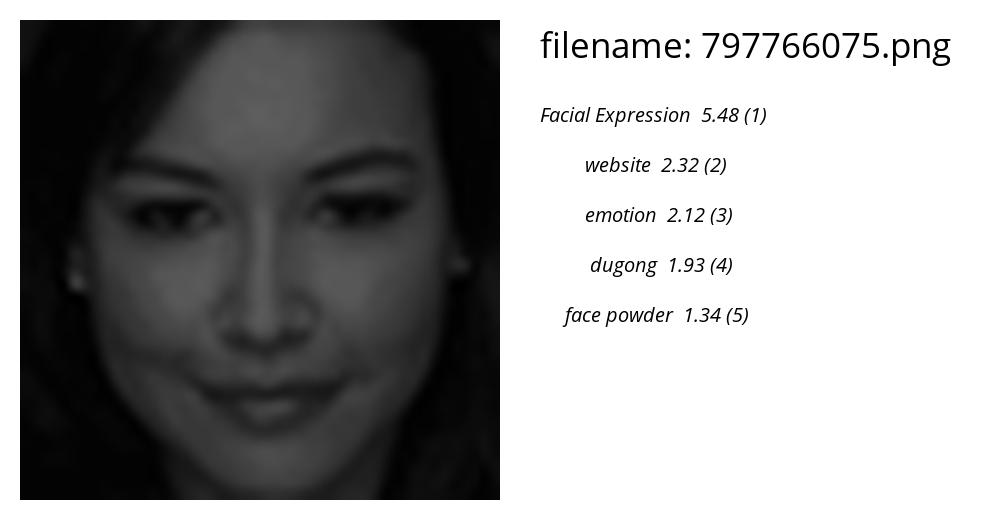 filename: 797766075.png
Facial Expression 5.48 (1)
website 2.32 (2)
emotion 2.12 (3)
dugong 1.93 (4)
face powder 1.34 (5)